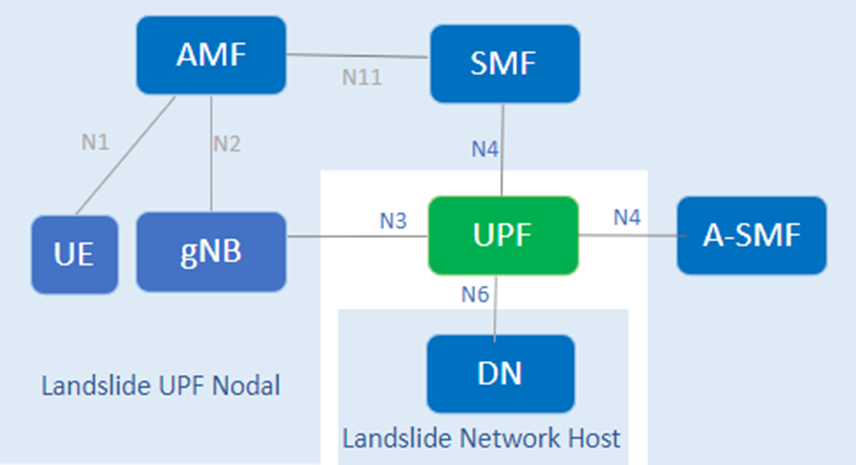 AMF
SMF
N11
N1
N2
N4
N3
UPF
N4
A-SMF
UE
gNB
N6
DN
Landslide UPF Nodal
Landslide Network Host